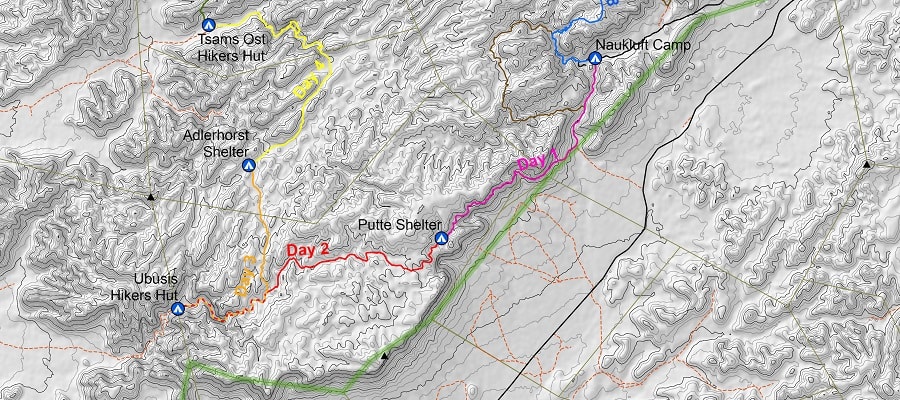 Tsams Ost
Hikers Hut
Naukluft Camp
Day 4
Adlerhorst
Shelter
Day 1
Putte Shelter
Day 2
Day 3
Ubusis
Hikers Hut